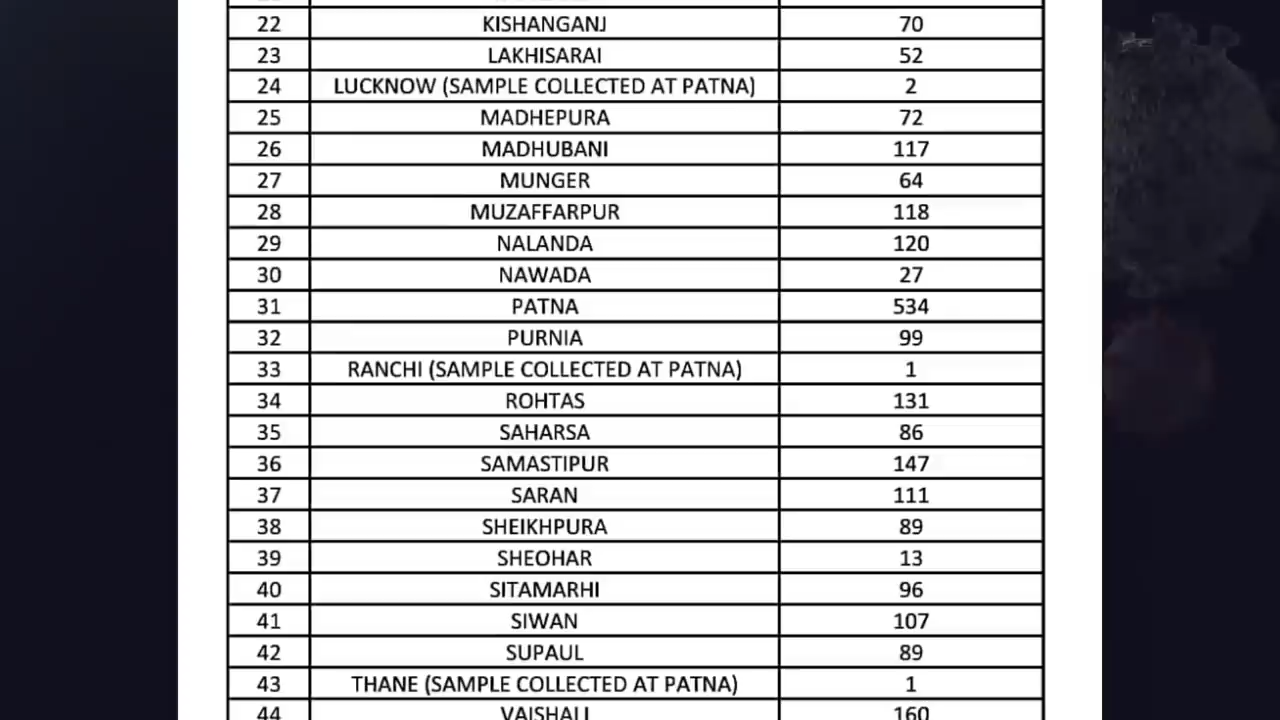 22 KISHANGANJ 70
23 LAKHISARAI 52
24 LUCKNOW (SAMPLE COLLECTED AT PATNA) 2
25 MADHEPURA 72
26 MADHUBANI 117
27 MUNGER 64
28 MUZAFFARPUR 118
29 NALANDA 120
30 NAWADA 27
31 PATNA 534
32 PURNIA 99
33 RANCHI (SAMPLE COLLECTED AT PATNA) 1
34 ROHTAS 131
35 SAHARSA 86
36 SAMASTIPUR 147
37 SARAN 111
38 SHEIKHPURA 89
39 SHEOHAR 13
40 SITAMARHI 96
41 SIWAN 107
42 SUPAUL 89
43 THANE (SAMPLE COLLECTED AT PATNA) 1
44 VAISHALI 160